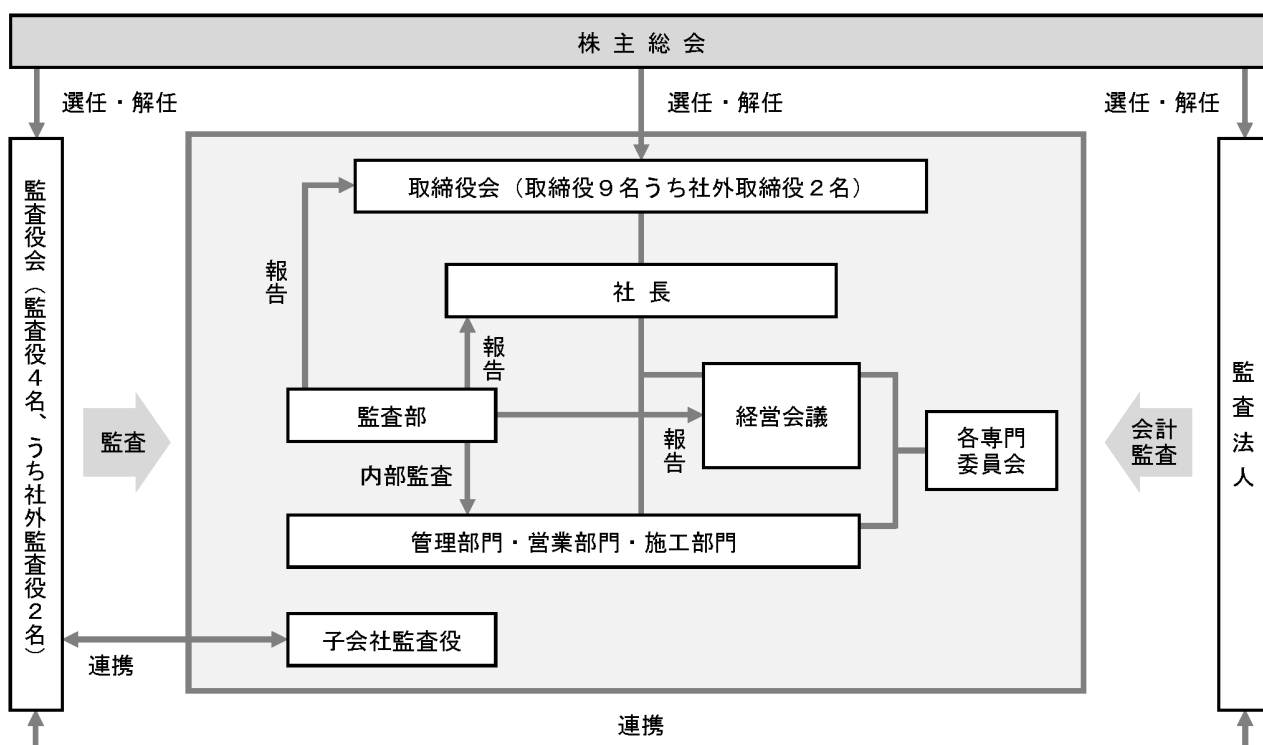 株主総会
選任・解任
選任・解任
選任・解任
監査役会（監査役４名、うち社外監査役２名）
取締役会（取締役９名うち社外取締役２名）
報告
社長
報告
監査部
報告
経営会議
各専門
委員会
監査
会計
監査
監査法人
内部監査
管理部門・営業部門・施工部門
子会社監査役
連携
連携